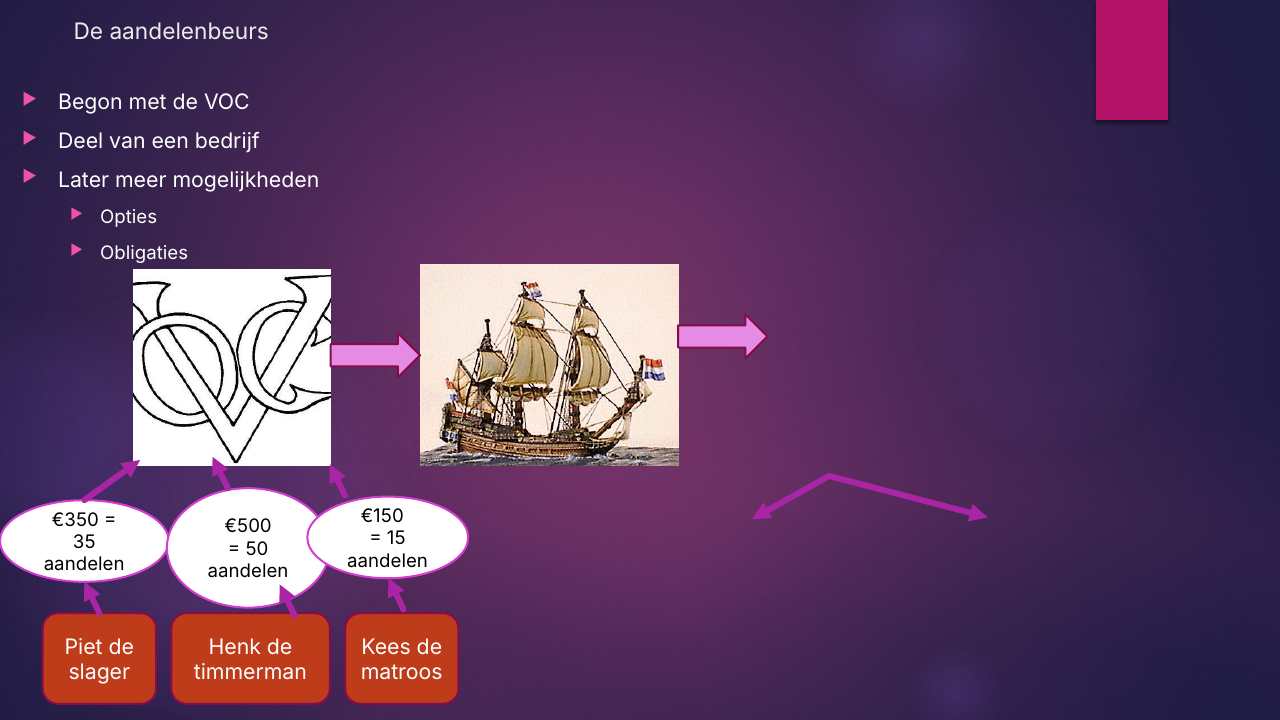 De aandelenbeurs
Begon met de VOC
Deel van een bedrijf
Later meer mogelijkheden
Opties
Obligaties
VOC
€350 =
35
aandelen
€500
= 50
aandelen
€150
= 15
aandelen
Piet de
slager
Henk de
timmerman
Kees de
matroos